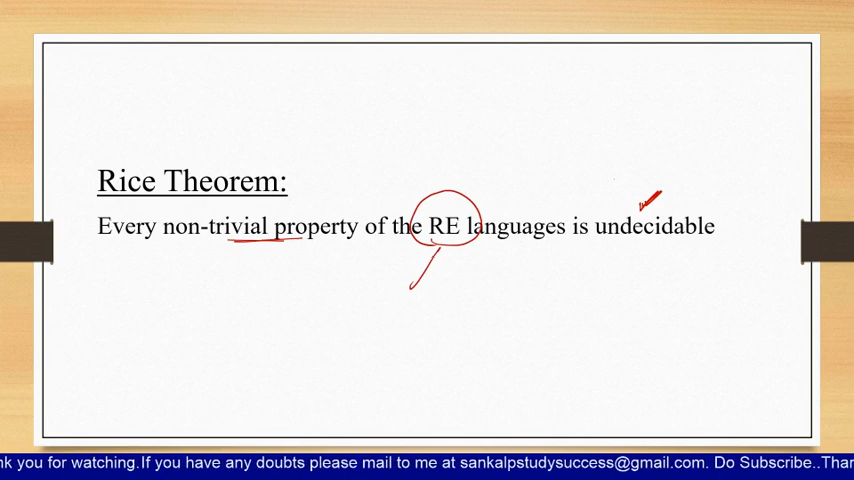 Rice Theorem:
Every non-trivial property of the RE languages is undecidable
nk you for watching.If you have any doubts please mail to me at sankalpstudysuccess@gmail.com. Do Subscribe..Than